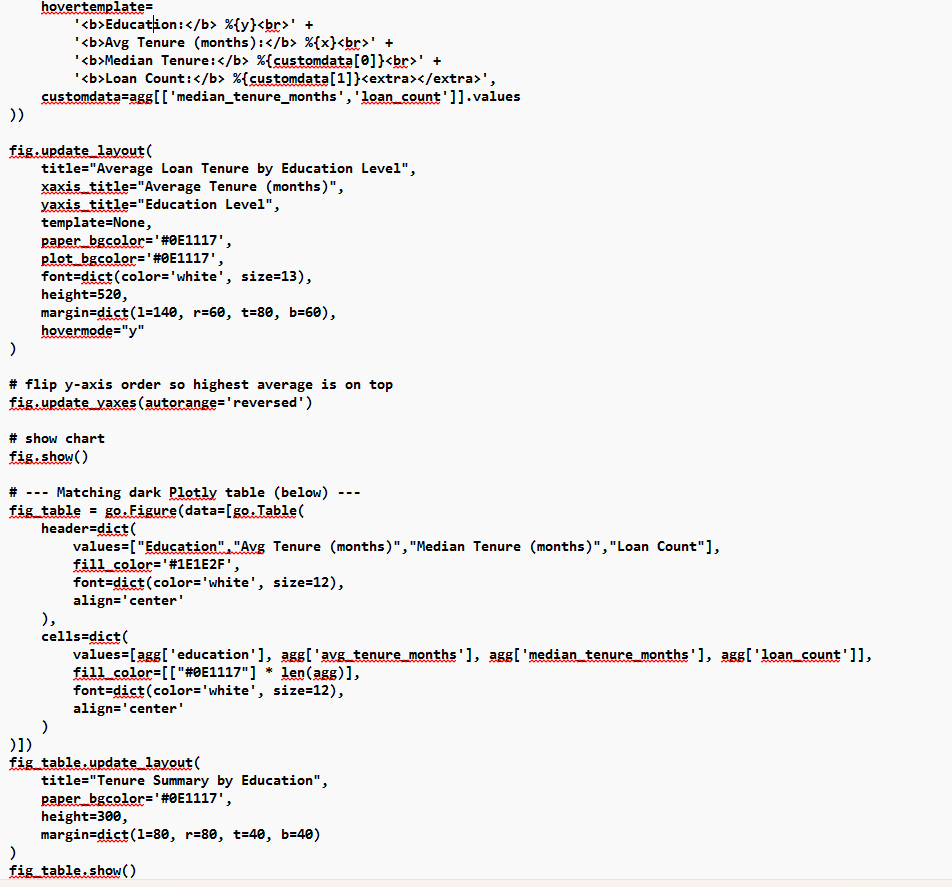 hovertemplate=
        '<b>Education:</b> %{y}<br>' +
        '<b>Avg Tenure (months):</b> %{x}<br>' +
        '<b>Median Tenure:</b> %{customdata[0]}<br>' +
        '<b>Loan Count:</b> %{customdata[1]}<extra></extra>',
    customdata=agg[['median_tenure_months','loan_count']].values
))

fig.update_layout(
    title="Average Loan Tenure by Education Level",
    xaxis_title="Average Tenure (months)",
    yaxis_title="Education Level",
    template=None,
    paper_bgcolor='#0E1117',
    plot_bgcolor='#0E1117',
    font=dict(color='white', size=13),
    height=520,
    margin=dict(l=140, r=60, t=80, b=60),
    hovermode="y"
)

# flip y-axis order so highest average is on top
fig.update_yaxes(autorange='reversed')

# show chart
fig.show()

# --- Matching dark Plotly table (below) ---
fig_table = go.Figure(data=[go.Table(
    header=dict(
        values=["Education","Avg Tenure (months)","Median Tenure (months)","Loan Count"],
        fill_color='#1E1E2F',
        font=dict(color='white', size=12),
        align='center'
    ),
    cells=dict(
        values=[agg['education'], agg['avg_tenure_months'], agg['median_tenure_months'], agg['loan_count']],
        fill_color=[["#0E1117"] * len(agg)],
        font=dict(color='white', size=12),
        align='center'
    )
)])
fig_table.update_layout(
    title="Tenure Summary by Education",
    paper_bgcolor='#0E1117',
    height=300,
    margin=dict(l=80, r=80, t=40, b=40)
)
fig_table.show()